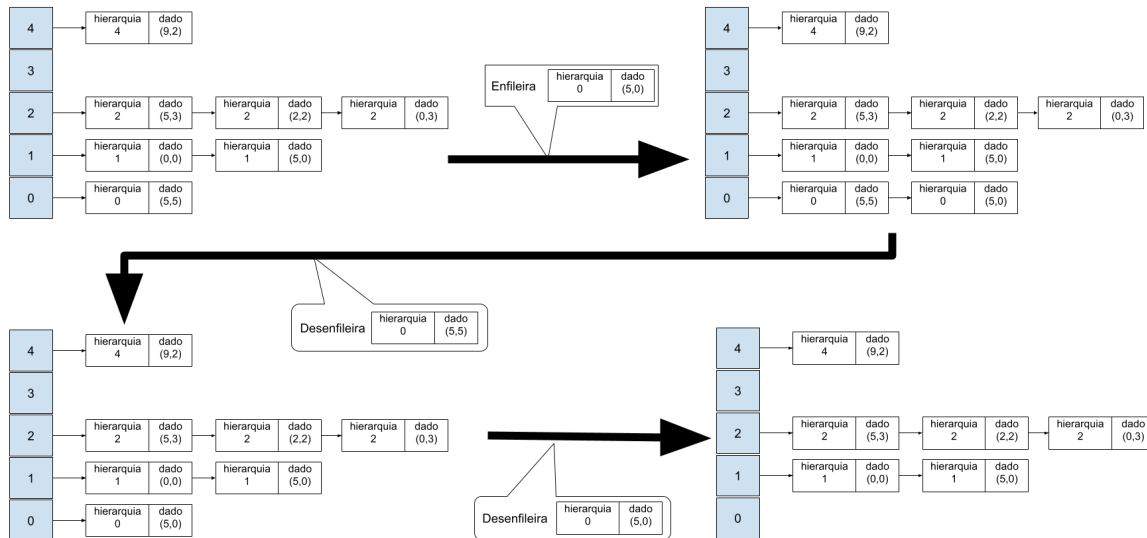 4 hierarquia dado hierarquia dado
4 (9,2)
3
Enfileira hierarquia dado
0 (5,0)
2 hierarquia dado hierarquia dado hierarquia dado
2 (5,3) 2 (2,2) 2 (0,3)
1 hierarquia dado hierarquia dado
1 (0,0) 1 (5,0)
0 hierarquia dado
0 (5,5)
4 hierarquia dado
4 (9,2)
3
2 hierarquia dado hierarquia dado hierarquia dado
2 (5,3) 2 (2,2) 2 (0,3)
1 hierarquia dado hierarquia dado
1 (0,0) 1 (5,0)
0 hierarquia dado hierarquia dado
0 (5,5) 0 (5,0)
Desenfileira hierarquia dado
0 (5,5)
4 hierarquia dado
4 (9,2)
3
2 hierarquia dado hierarquia dado hierarquia dado
2 (5,3) 2 (2,2) 2 (0,3)
1 hierarquia dado hierarquia dado
1 (0,0) 1 (5,0)
0 hierarquia dado
0 (5,0)
Desenfileira hierarquia dado
0 (5,0)
4 hierarquia dado
4 (9,2)
3
2 hierarquia dado hierarquia dado hierarquia dado
2 (5,3) 2 (2,2) 2 (0,3)
1 hierarquia dado hierarquia dado
1 (0,0) 1 (5,0)
0